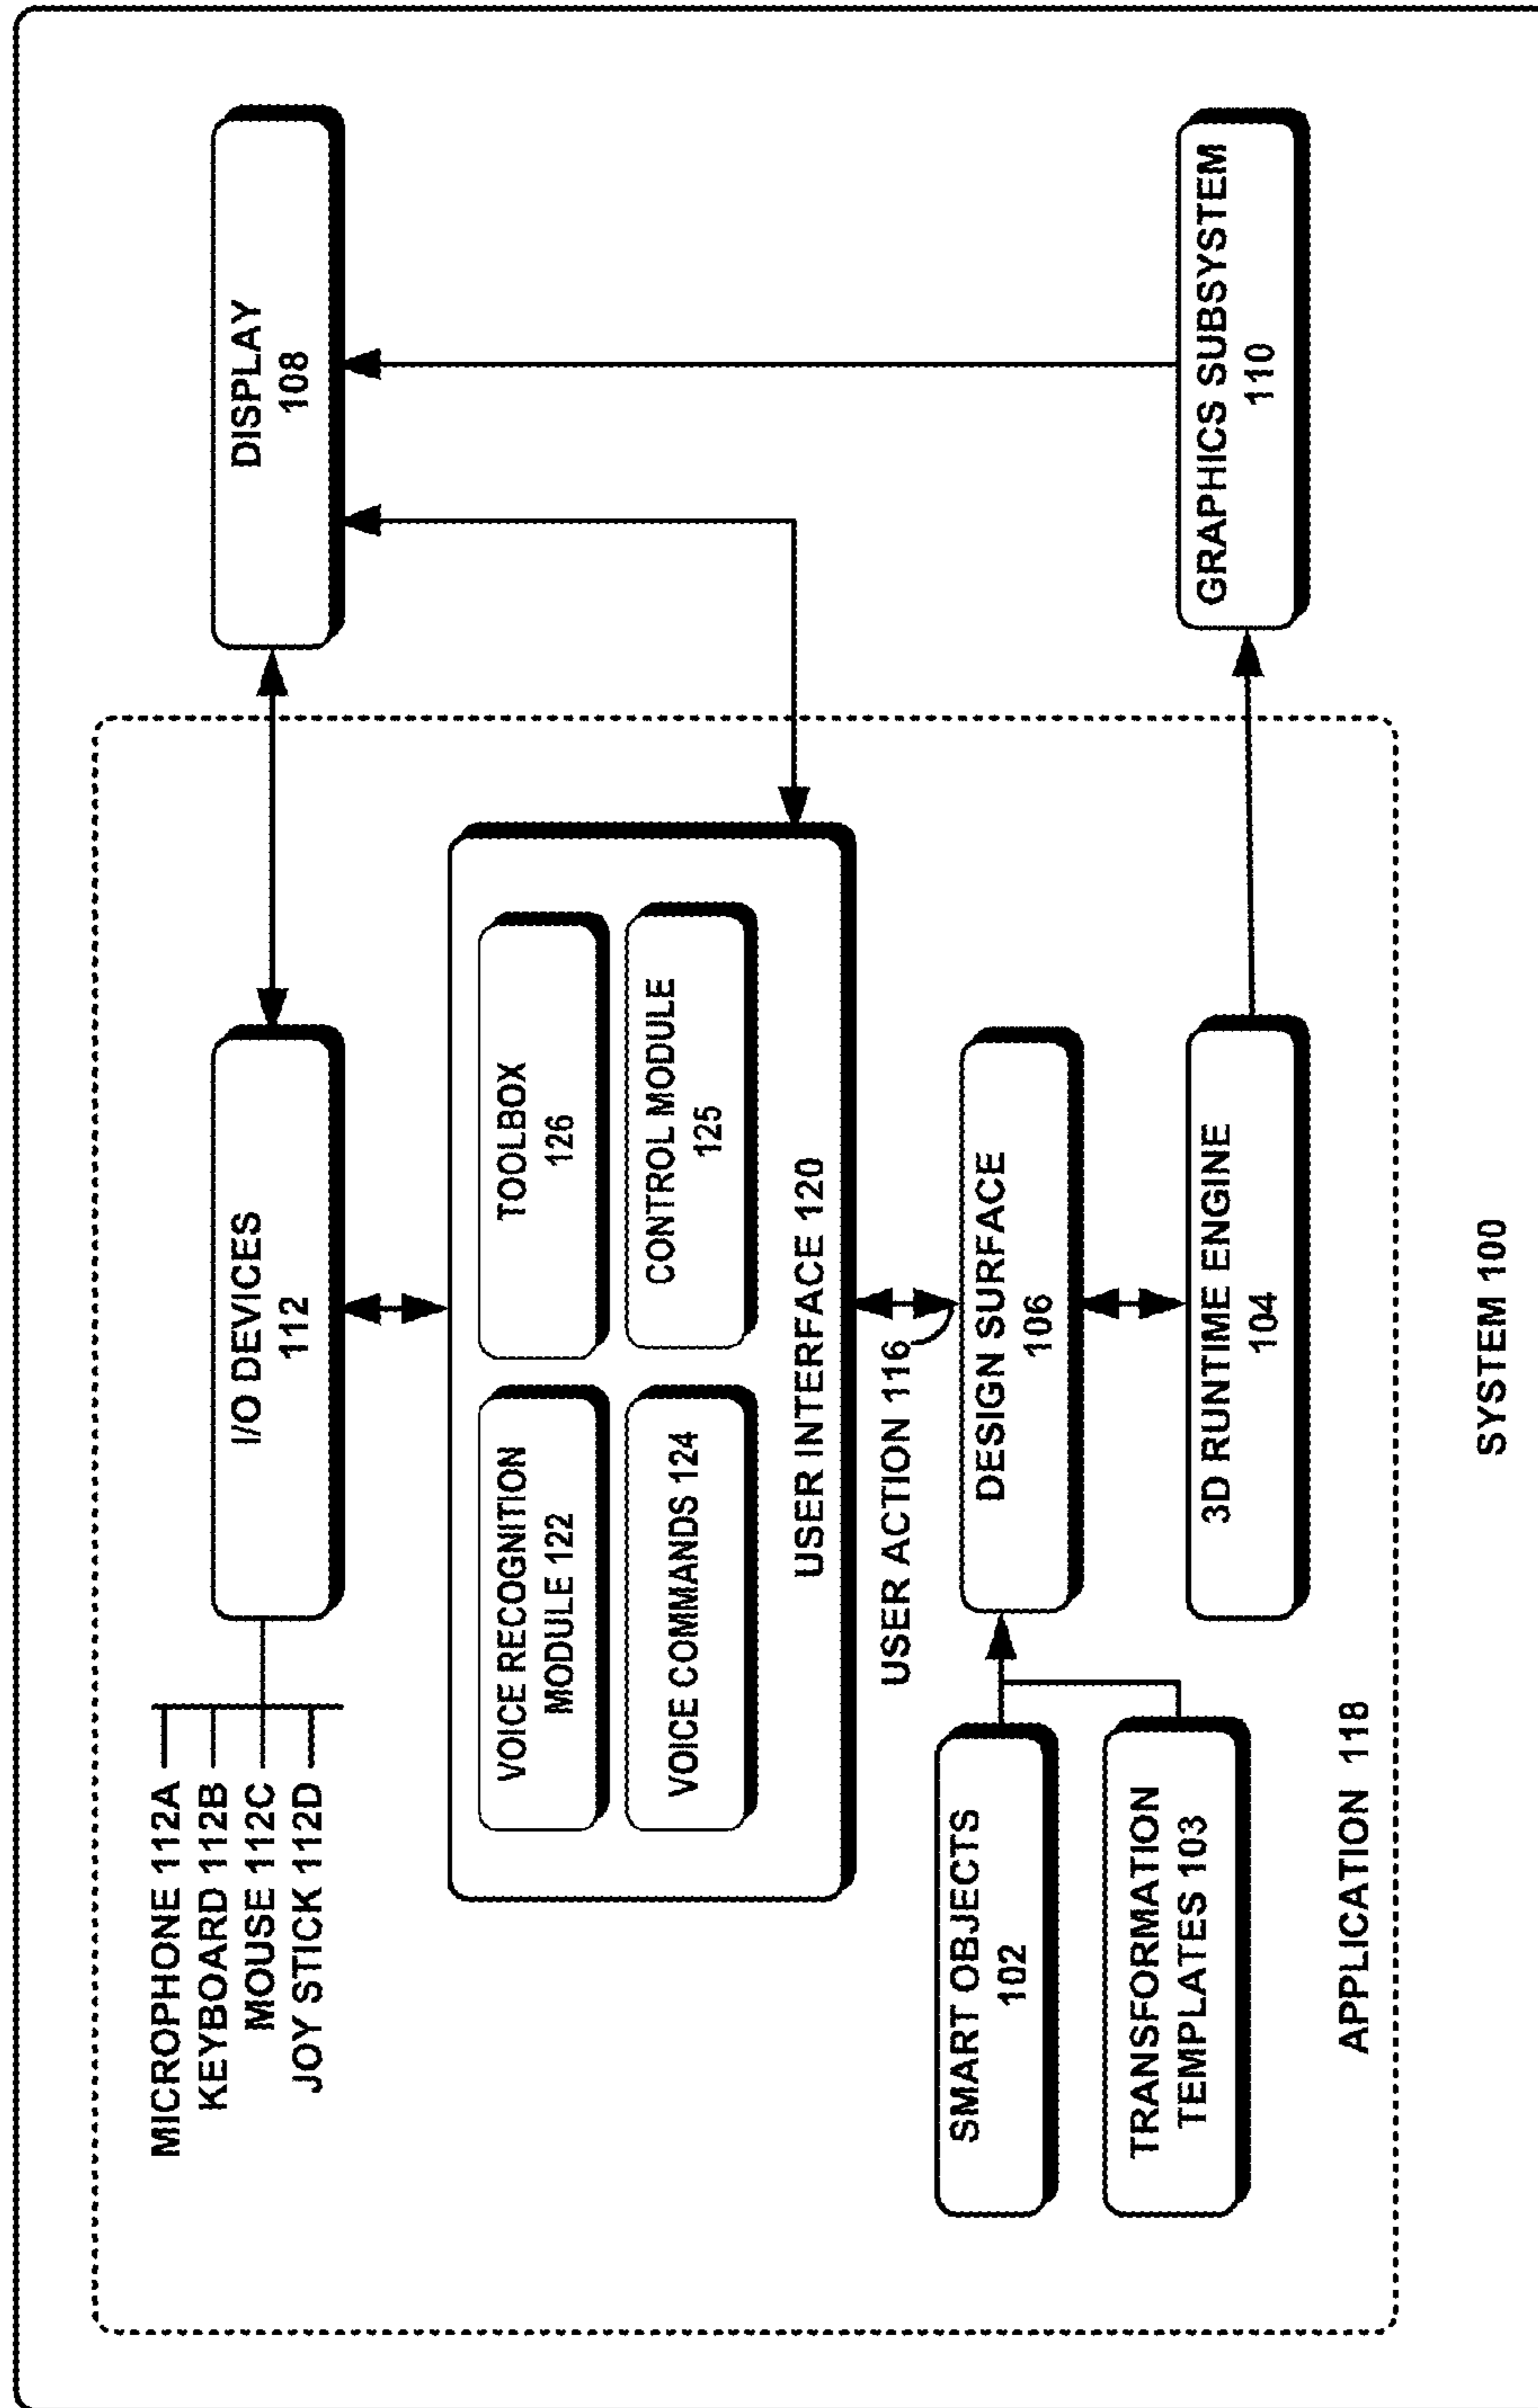 MICROPHONE 112A
KEYBOARD 112B
MOUSE 112C
JOY STICK 112D
I/O DEVICES
112
DISPLAY
108
VOICE RECOGNITION
MODULE 122
TOOLBOX
126
VOICE COMMANDS 124
CONTROL MODULE
125
USER INTERFACE 120
USER ACTION 116
SMART OBJECTS
102
DESIGN SURFACE
106
TRANSFORMATION
TEMPLATES 103
3D RUNTIME ENGINE
104
GRAPHICS SUBSYSTEM
110
APPLICATION 118
SYSTEM 100